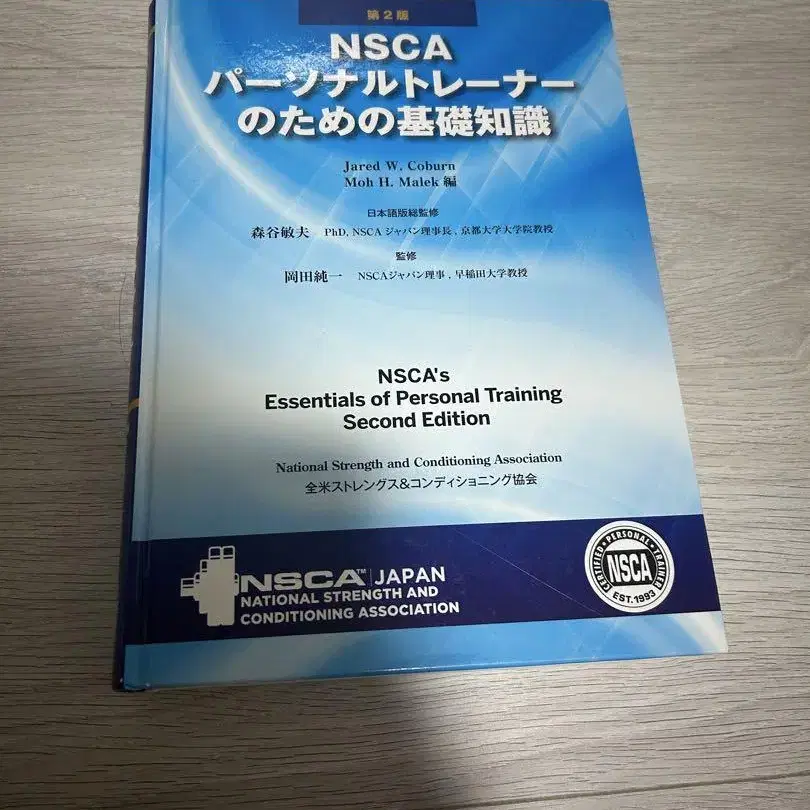 第2版
NSCA
パーソナルトレーナー
のための基礎知識
Jared W. Coburn
Moh H. Malek 編
日本語版総監修
森谷敏夫 PhD, NSCA ジャパン理事長, 京都大学大学院教授
監修
岡田純一 NSCAジャパン理事, 早稲田大学教授
NSCA's
Essentials of Personal Training
Second Edition
National Strength and Conditioning Association
全米ストレングス&コンディショニング協会
NSCA™ JAPAN
NATIONAL STRENGTH AND
CONDITIONING ASSOCIATION
CERTIFIED • PERSONAL • TRAINER
NSCA
EST. 1993